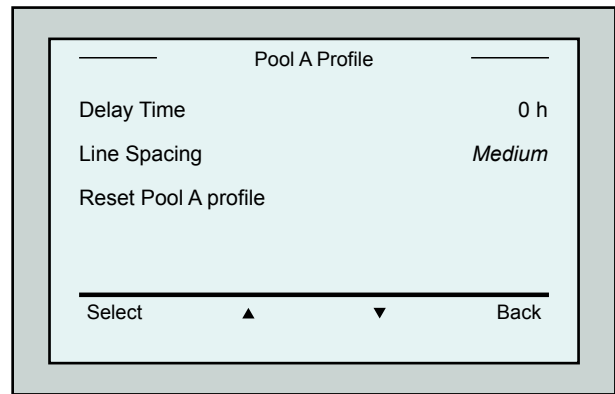 Pool A Profile
Delay Time 0 h
Line Spacing Medium
Reset Pool A profile
Select ▲ ▼ Back